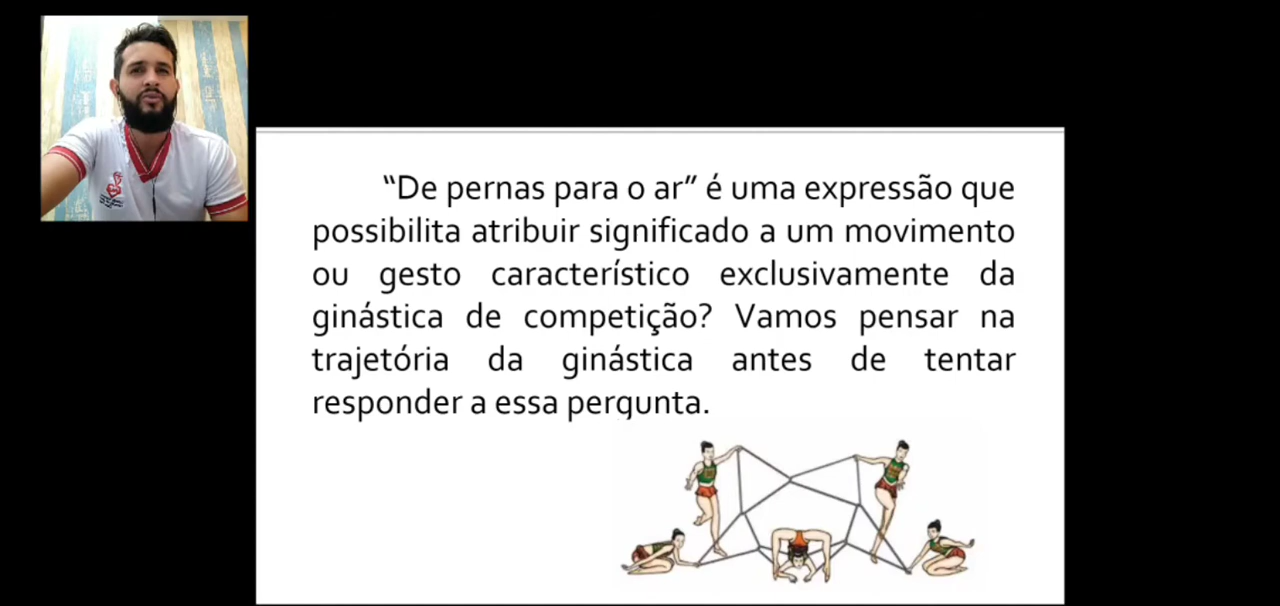 “De pernas para o ar” é uma expressão que
possibilita atribuir significado a um movimento
ou gesto característico exclusivamente da
ginástica de competição? Vamos pensar na
trajetória da ginástica antes de tentar
responder a essa pergunta.